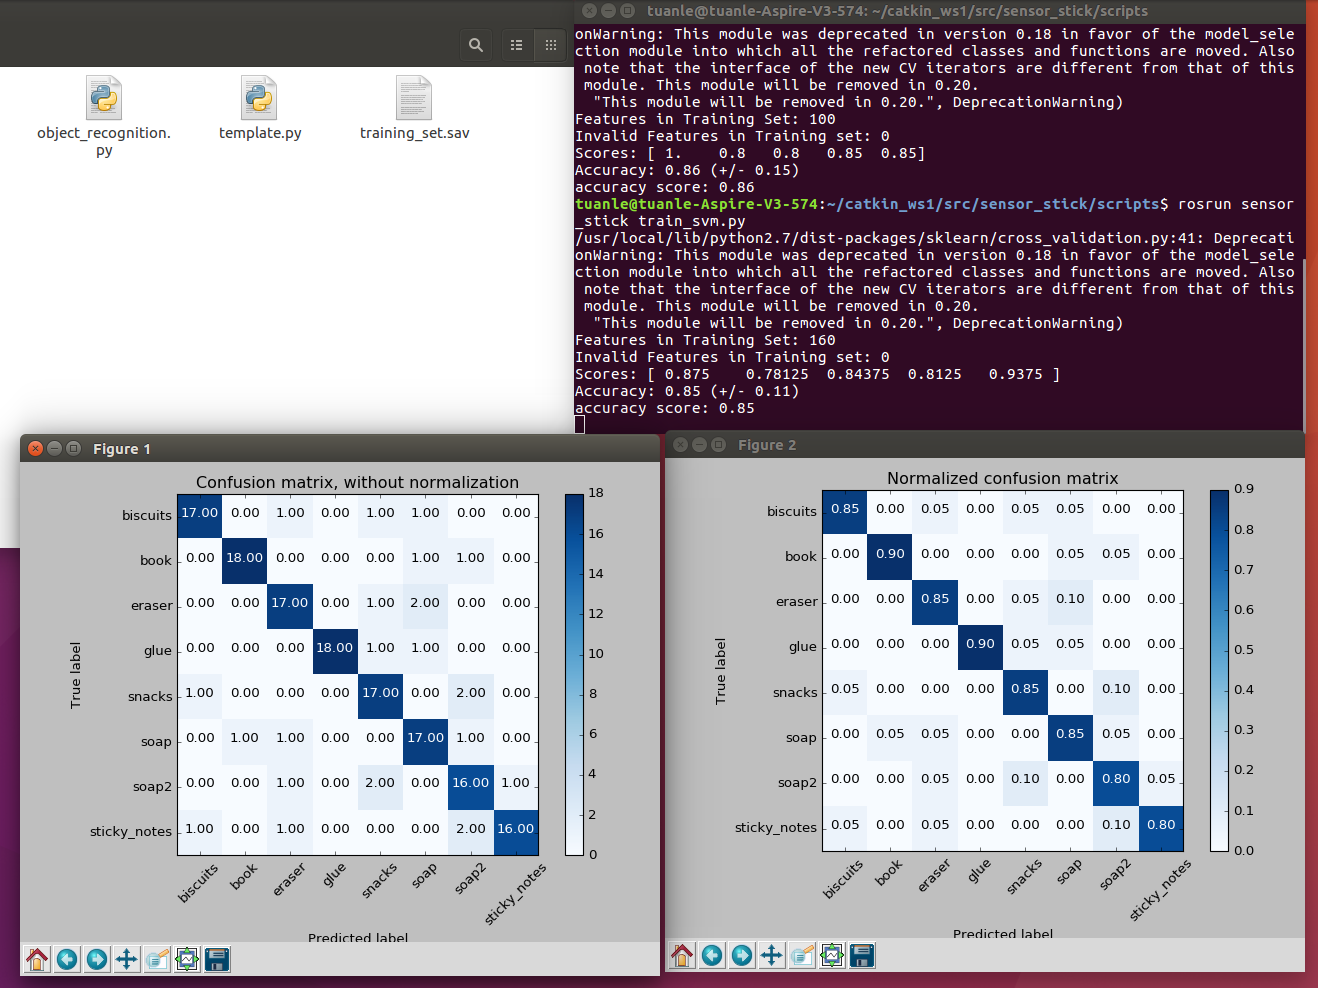 tuanle@tuanle-Aspire-V3-574: ~/catkin_ws1/src/sensor_stick/scripts
object_recognition.
py
template.py
training_set.sav
onWarning: This module was deprecated in version 0.18 in favor of the model_sele
ction module into which all the refactored classes and functions are moved. Also
note that the interface of the new CV iterators are different from that of this
module. This module will be removed in 0.20.
"This module will be removed in 0.20.", DeprecationWarning)
Features in Training Set: 100
Invalid Features in Training set: 0
Scores: [ 1.    0.8   0.8   0.85  0.85]
Accuracy: 0.86 (+/- 0.15)
accuracy score: 0.86
tuanle@tuanle-Aspire-V3-574:~/catkin_ws1/src/sensor_stick/scripts$ rosrun sensor
_stick train_svm.py
/usr/local/lib/python2.7/dist-packages/sklearn/cross_validation.py:41: Deprecati
onWarning: This module was deprecated in version 0.18 in favor of the model_sele
ction module into which all the refactored classes and functions are moved. Also
note that the interface of the new CV iterators are different from that of this
module. This module will be removed in 0.20.
"This module will be removed in 0.20.", DeprecationWarning)
Features in Training Set: 160
Invalid Features in Training set: 0
Scores: [ 0.875    0.78125  0.84375  0.8125   0.9375 ]
Accuracy: 0.85 (+/- 0.11)
accuracy score: 0.85
Figure 1
Confusion matrix, without normalization
True label
biscuits 17.00 0.00 1.00 0.00 1.00 1.00 0.00 0.00
book 0.00 18.00 0.00 0.00 0.00 1.00 1.00 0.00
eraser 0.00 0.00 17.00 0.00 1.00 2.00 0.00 0.00
glue 0.00 0.00 0.00 18.00 1.00 1.00 0.00 0.00
snacks 1.00 0.00 0.00 0.00 17.00 0.00 2.00 0.00
soap 0.00 1.00 1.00 0.00 0.00 17.00 1.00 0.00
soap2 0.00 0.00 1.00 0.00 2.00 0.00 16.00 1.00
sticky_notes 1.00 0.00 1.00 0.00 0.00 0.00 2.00 16.00
biscuits book eraser glue snacks soap soap2 sticky_notes
Predicted label
18
16
14
12
10
8
6
4
2
0
Figure 2
Normalized confusion matrix
True label
biscuits 0.85 0.00 0.05 0.00 0.05 0.05 0.00 0.00
book 0.00 0.90 0.00 0.00 0.00 0.05 0.05 0.00
eraser 0.00 0.00 0.85 0.00 0.05 0.10 0.00 0.00
glue 0.00 0.00 0.00 0.90 0.05 0.05 0.00 0.00
snacks 0.05 0.00 0.00 0.00 0.85 0.00 0.10 0.00
soap 0.00 0.05 0.05 0.00 0.00 0.85 0.05 0.00
soap2 0.00 0.00 0.05 0.00 0.10 0.00 0.80 0.05
sticky_notes 0.05 0.00 0.05 0.00 0.00 0.00 0.10 0.80
biscuits book eraser glue snacks soap soap2 sticky_notes
Predicted label
0.9
0.8
0.7
0.6
0.5
0.4
0.3
0.2
0.1
0.0